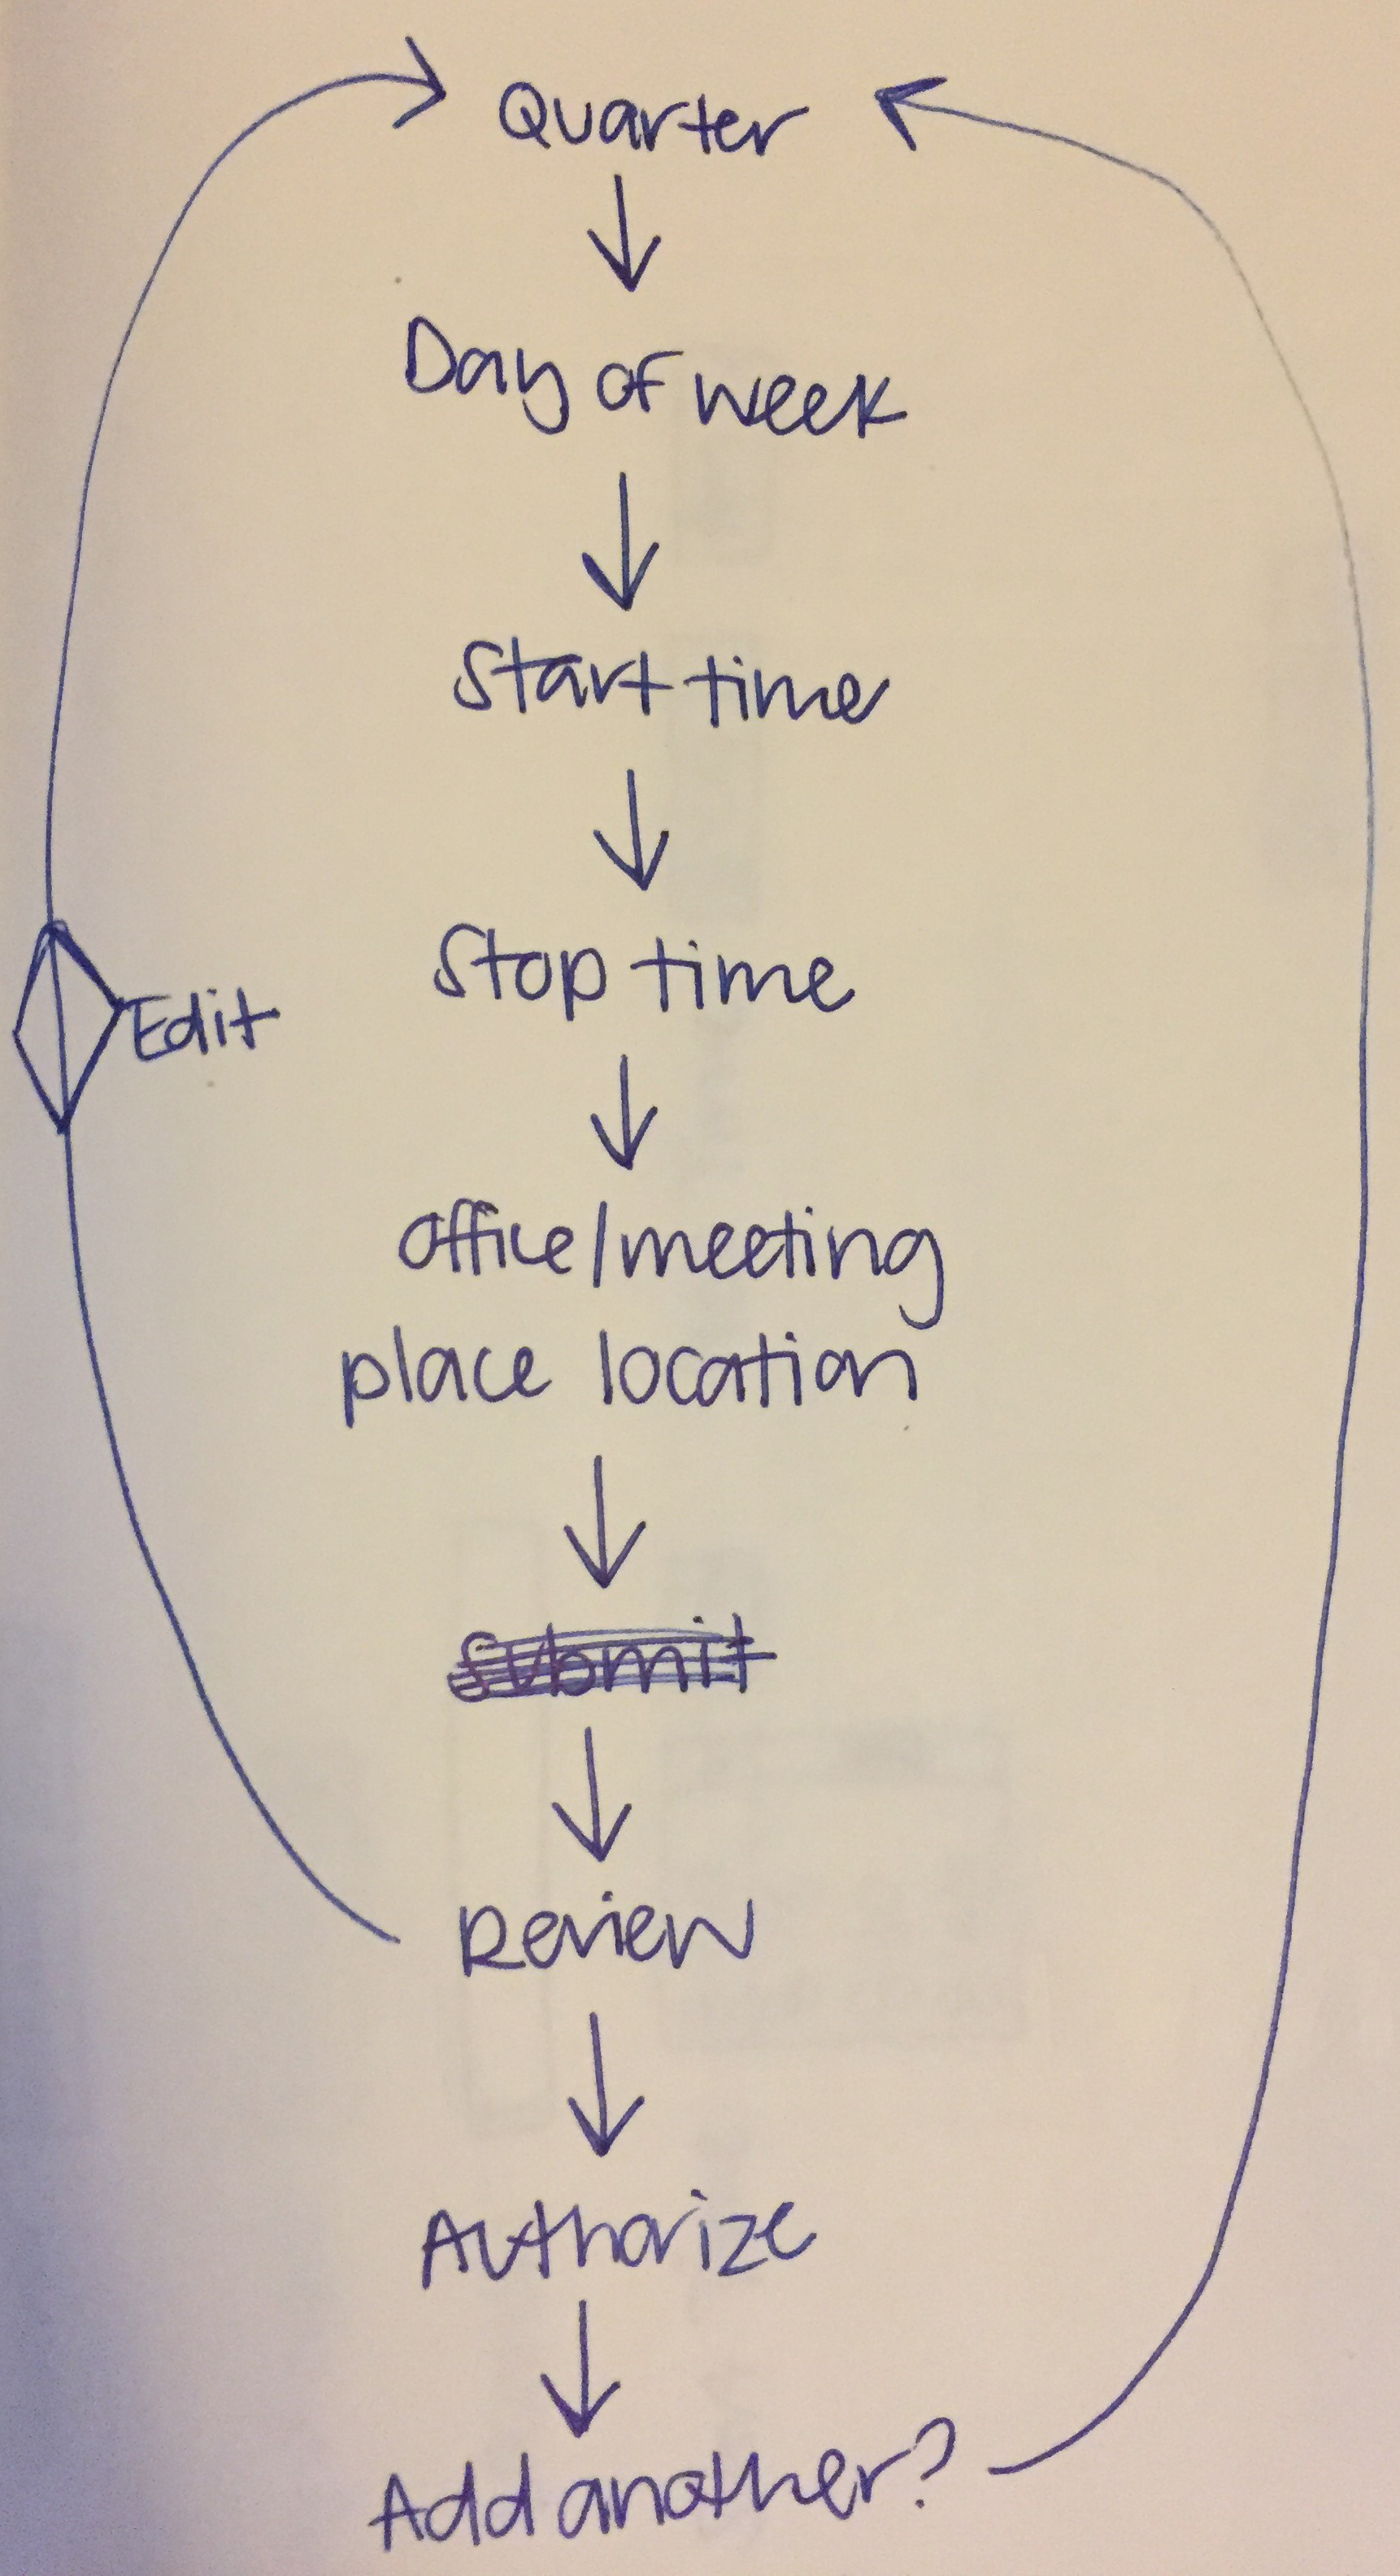 Quarter
Day of week
Start time
Stop time
Edit
Office/meeting
place location
Submit
Review
Authorize
Add another?